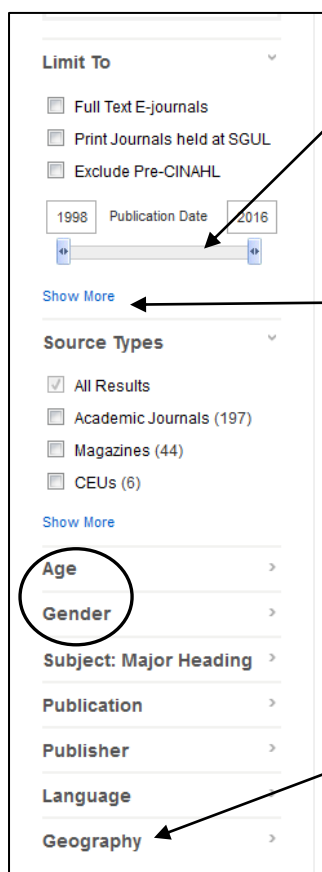 Limit To
Full Text E-journals
Print Journals held at SGUL
Exclude Pre-CINAHL
1998 Publication Date 2016
Show More
Source Types
All Results
Academic Journals (197)
Magazines (44)
CEUs (6)
Show More
Age
Gender
Subject: Major Heading
Publication
Publisher
Language
Geography